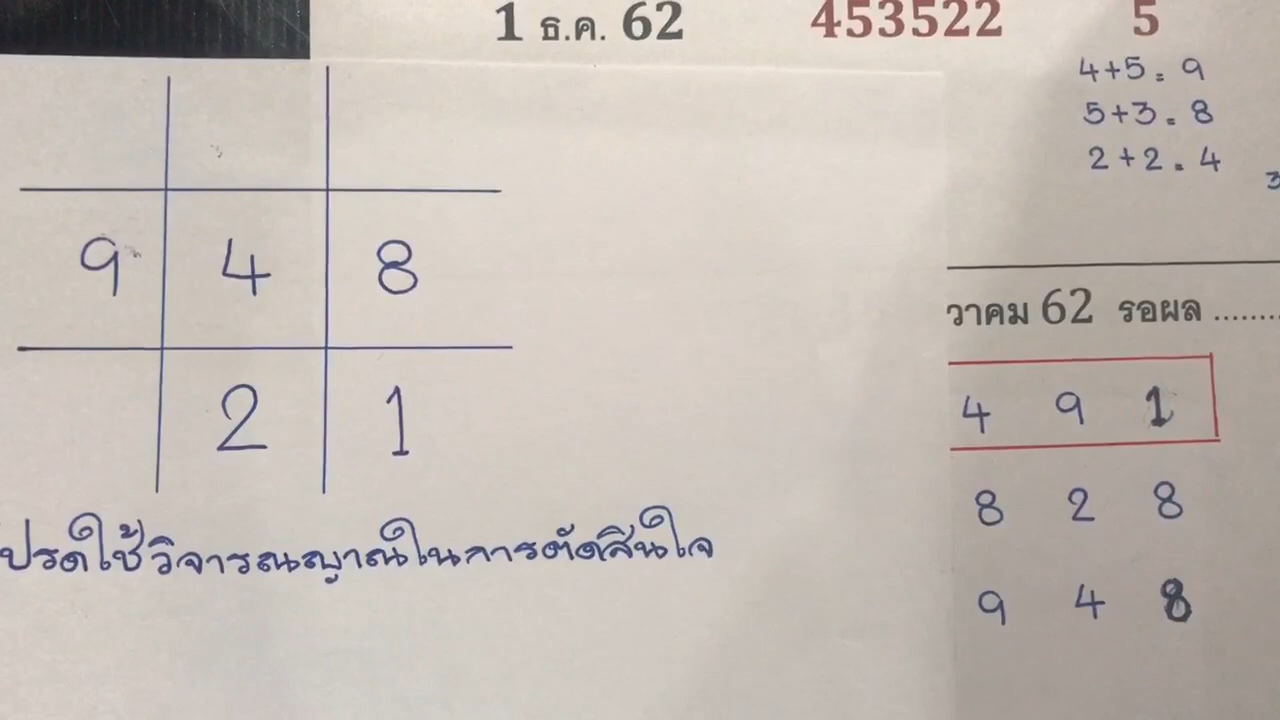 1 ธ.ค. 62 453522 5
4+5=9
5+3=8
2+2=4
9 4 8
2 1
วาคม 62 รอผล ........
4 9 1
8 2 8
9 4 8
ปรดใช้วิจารณญาณในการตัดสินใจ